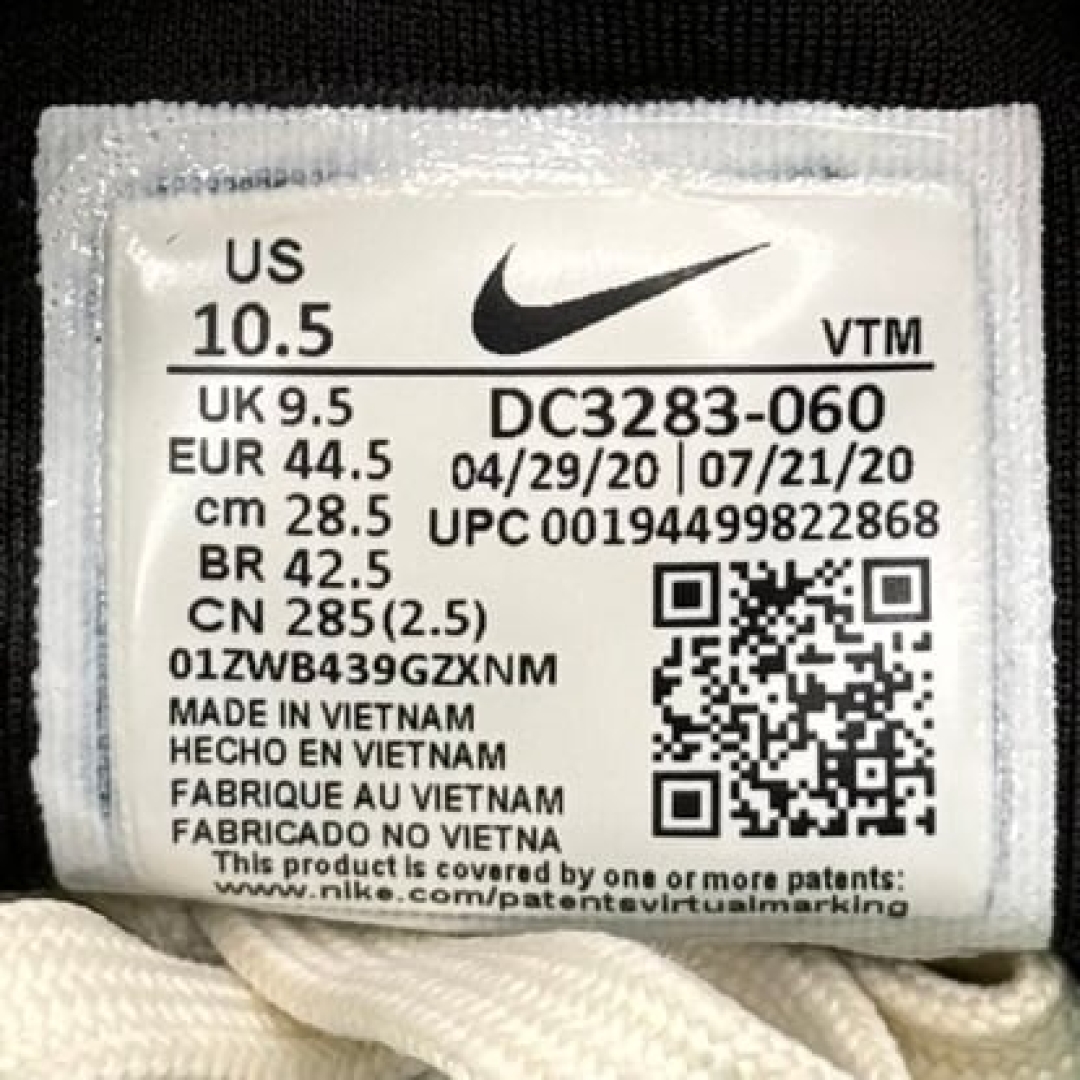 US
10.5
VTM
UK 9.5
DC3283-060
EUR 44.5
04/29/20 | 07/21/20
cm 28.5
UPC 00194499822868
BR 42.5
CN 285(2.5)
01ZWB439GZXNM
MADE IN VIETNAM
HECHO EN VIETNAM
FABRIQUE AU VIETNAM
FABRICADO NO VIETNA
This product is covered by one or more patents:
www.nike.com/patentsvirtualmarking